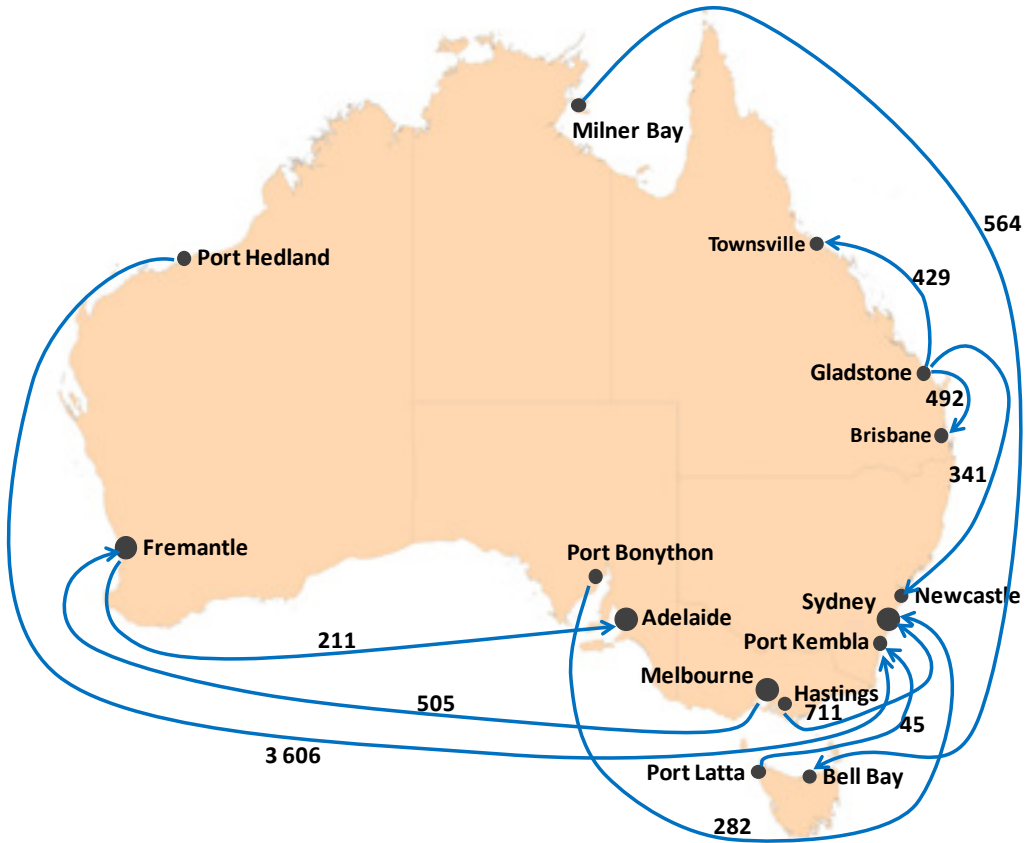 Milner Bay
564
Townsville
Port Hedland
429
Gladstone
492
Brisbane
341
Fremantle
Port Bonython
Newcastle
Sydney
Adelaide
211
Port Kembla
Melbourne
Hastings
505
711
45
3 606
Port Latta
Bell Bay
282